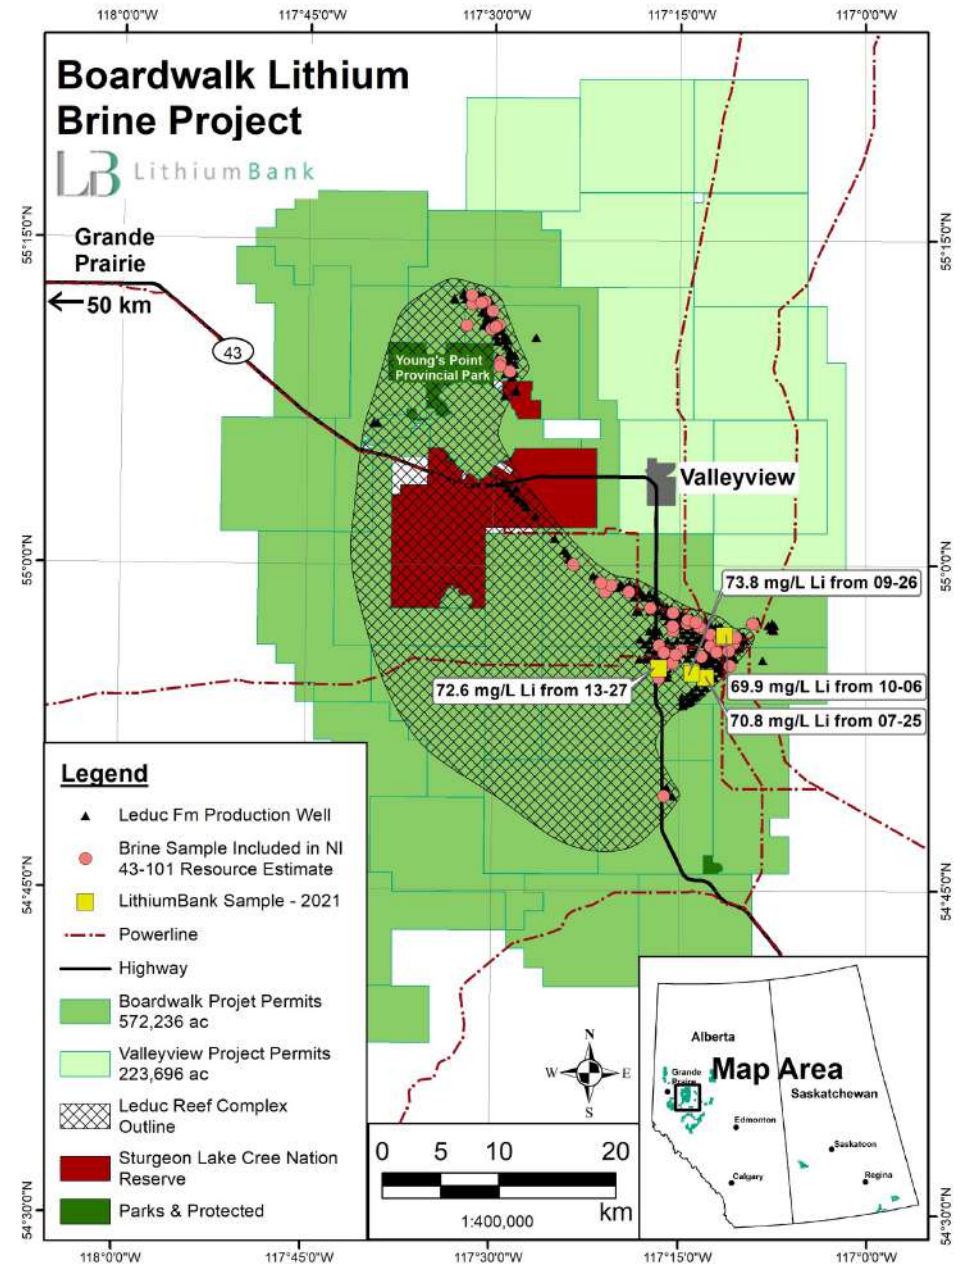 118°0'0"W
117°45'0"W
117°30'0"W
117°15'0"W
117°0'0"W
Boardwalk Lithium
Brine Project
LB LithiumBank
55°15'0"N
55°15'0"N
Grande
Prairie
50 km
43
Young's Point
Provincial Park
Valleyview
55°0'0"N
55°0'0"N
73.8 mg/L Li from 09-26
72.6 mg/L Li from 13-27
69.9 mg/L Li from 10-06
70.8 mg/L Li from 07-25
54°45'0"N
54°45'0"N
Legend
Leduc Fm Production Well
Brine Sample Included in NI
43-101 Resource Estimate
LithiumBank Sample - 2021
Powerline
Highway
Boardwalk Projet Permits
572,236 ac
Valleyview Project Permits
223,696 ac
Leduc Reef Complex
Outline
Sturgeon Lake Cree Nation
Reserve
Parks & Protected
N
W
E
S
0 5 10 20
km
1:400,000
Alberta
Map Area
Grande
Prairie
Saskatchewan
Edmonton
Saskatoon
Calgary
Regina
54°30'0"N
54°30'0"N
118°0'0"W
117°45'0"W
117°30'0"W
117°15'0"W
117°0'0"W